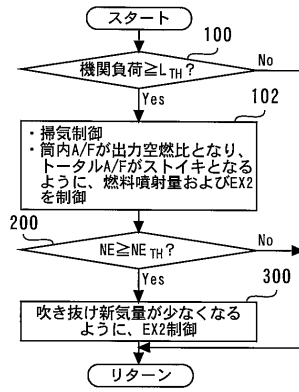 スタート
100
機関負荷≧LTH?
No
Yes
102
・掃気制御
・筒内A/Fが出力空燃比となり、
トータルA/Fがストイキとなる
ように、燃料噴射量およびEX2
を制御
200
NE≧NETH?
No
Yes
300
吹き抜け新気量が少なくなる
ように、EX2制御
リターン